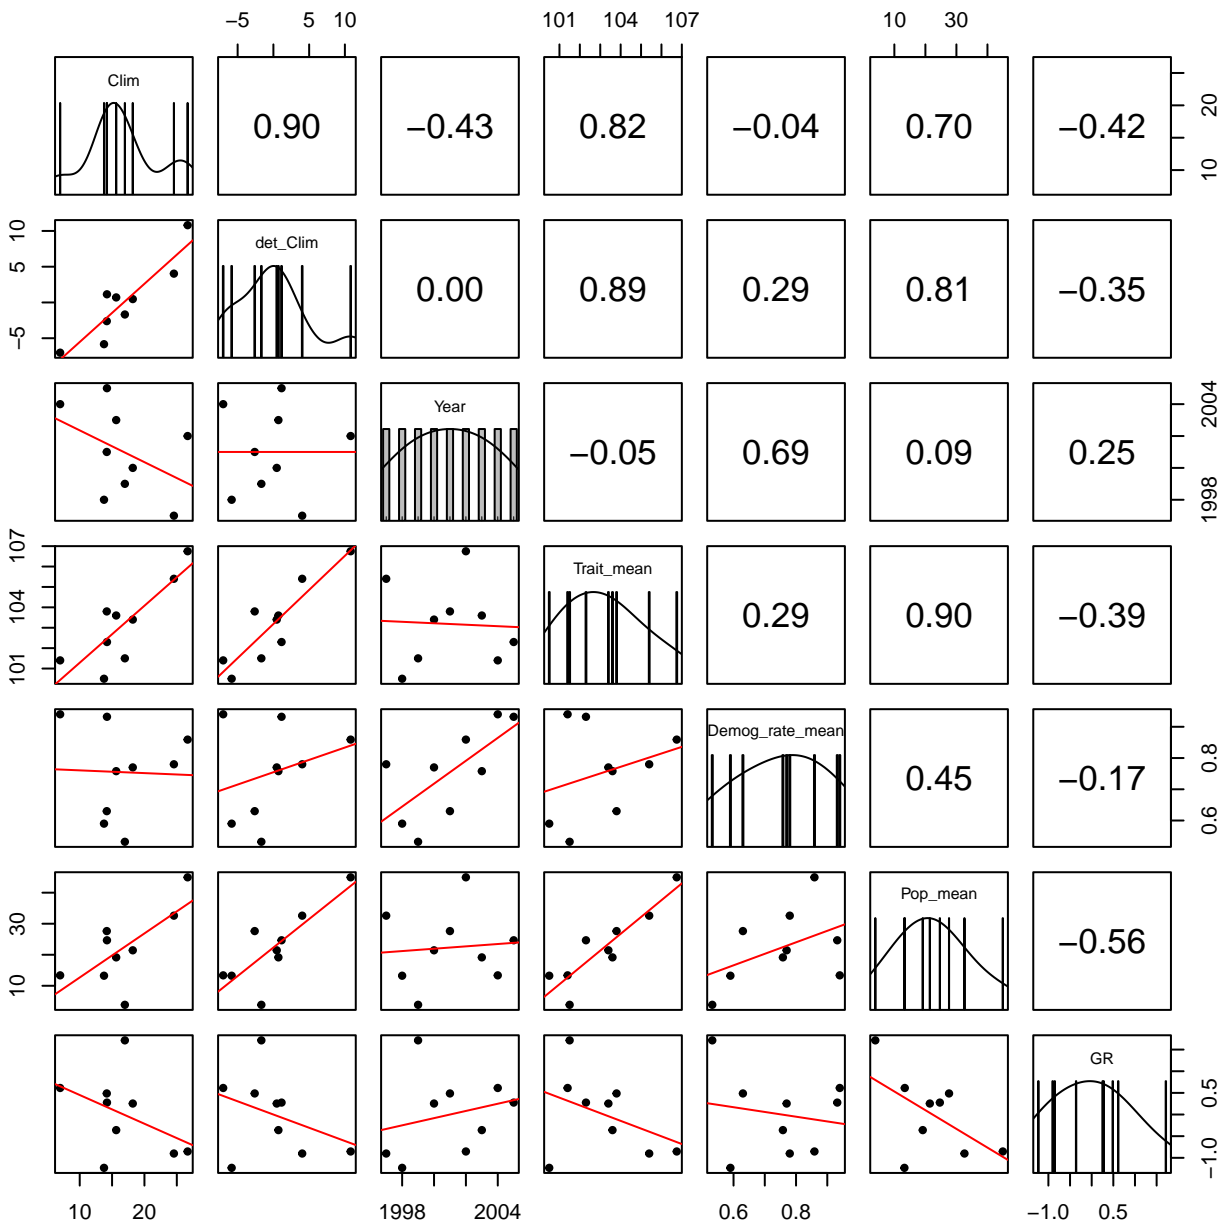 -5 5 10 101 104 107 10 30
Clim 0.90 −0.43 0.82 −0.04 0.70 −0.42 10 20
-5 5 10 det_Clim 0.00 0.89 0.29 0.81 −0.35
Year −0.05 0.69 0.09 0.25 1998 2004
101 104 107 Trait_mean 0.29 0.90 −0.39
Demog_rate_mean 0.45 −0.17 0.6 0.8
10 30 Pop_mean −0.56
GR −1.0 0.5
10 20 1998 2004 0.6 0.8 −1.0 0.5